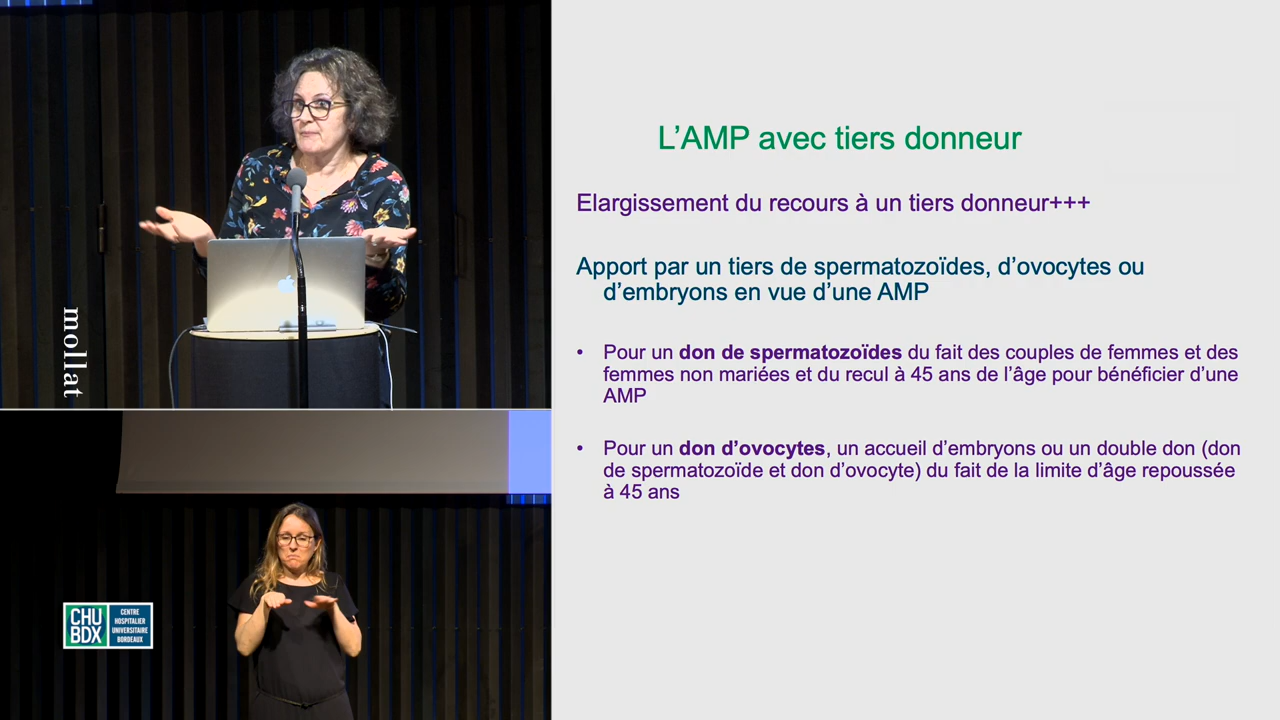 mollat
CHU
BDX
CENTRE
HOSPITALIER
UNIVERSITAIRE
BORDEAUX
L'AMP avec tiers donneur
Elargissement du recours à un tiers donneur+++
Apport par un tiers de spermatozoïdes, d'ovocytes ou
d'embryons en vue d'une AMP
• Pour un don de spermatozoïdes du fait des couples de femmes et des
femmes non mariées et du recul à 45 ans de l'âge pour bénéficier d'une
AMP
• Pour un don d'ovocytes, un accueil d'embryons ou un double don (don
de spermatozoïde et don d'ovocyte) du fait de la limite d'âge repoussée
à 45 ans